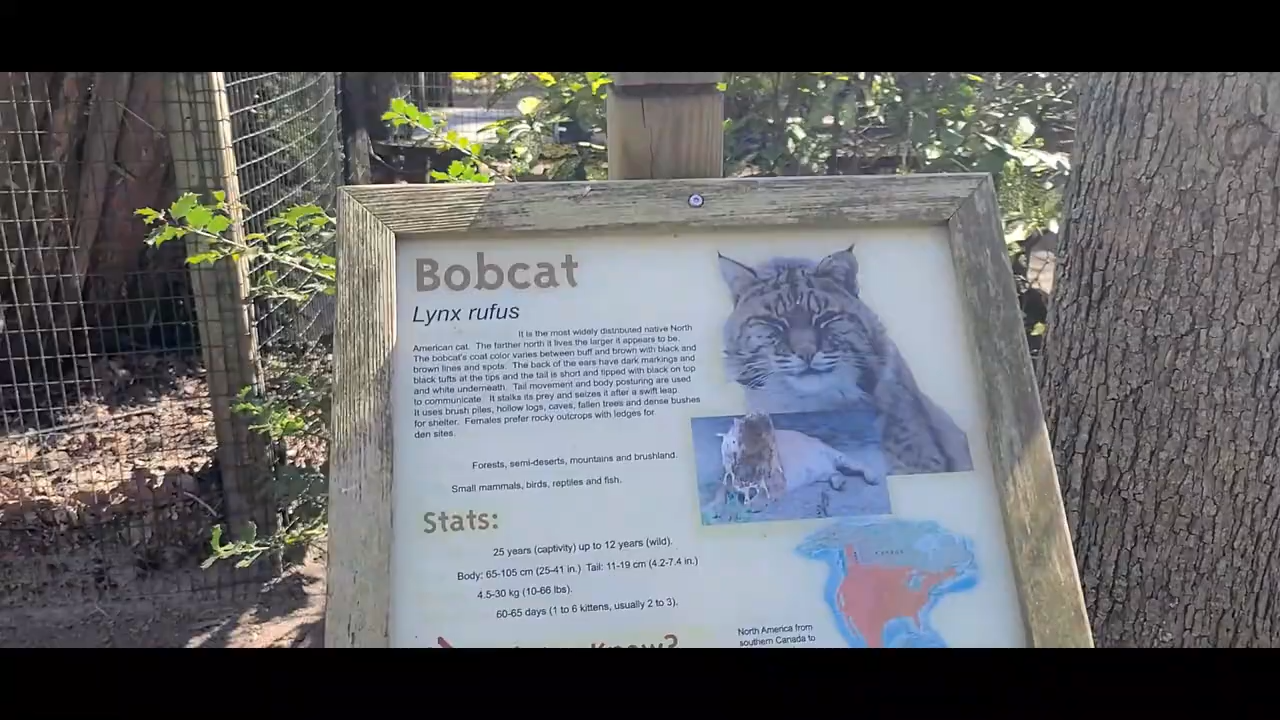 Bobcat
Lynx rufus
It is the most widely distributed native North
American cat. The farther north it lives the larger it appears to be.
The bobcat's coat color varies between buff and brown with black and
brown lines and spots. The back of the ears have dark markings and
black tufts at the tips and the tail is short and tipped with black on top
and white underneath. Tail movement and body posturing are used
to communicate. It stalks its prey and seizes it after a swift leap.
It uses brush piles, hollow logs, caves, fallen trees and dense bushes
for shelter. Females prefer rocky outcrops with ledges for
den sites.
Forests, semi-deserts, mountains and brushland.
Small mammals, birds, reptiles and fish.
Stats:
25 years (captivity) up to 12 years (wild).
Body: 65-105 cm (25-41 in.) Tail: 11-19 cm (4.2-7.4 in.)
4.5-30 kg (10-66 lbs).
60-65 days (1 to 6 kittens, usually 2 to 3).
Know?
CANADA
North America from
southern Canada to